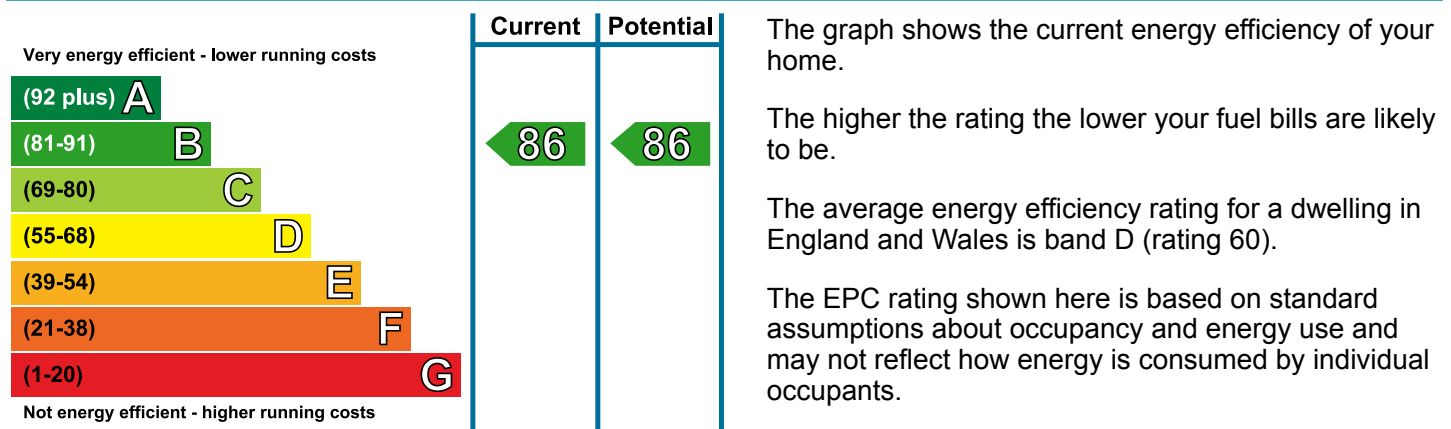 Current Potential
Very energy efficient - lower running costs
(92 plus) A
(81-91) B
86 86
(69-80) C
(55-68) D
(39-54) E
(21-38) F
(1-20) G
Not energy efficient - higher running costs
The graph shows the current energy efficiency of your
home.
The higher the rating the lower your fuel bills are likely
to be.
The average energy efficiency rating for a dwelling in
England and Wales is band D (rating 60).
The EPC rating shown here is based on standard
assumptions about occupancy and energy use and
may not reflect how energy is consumed by individual
occupants.